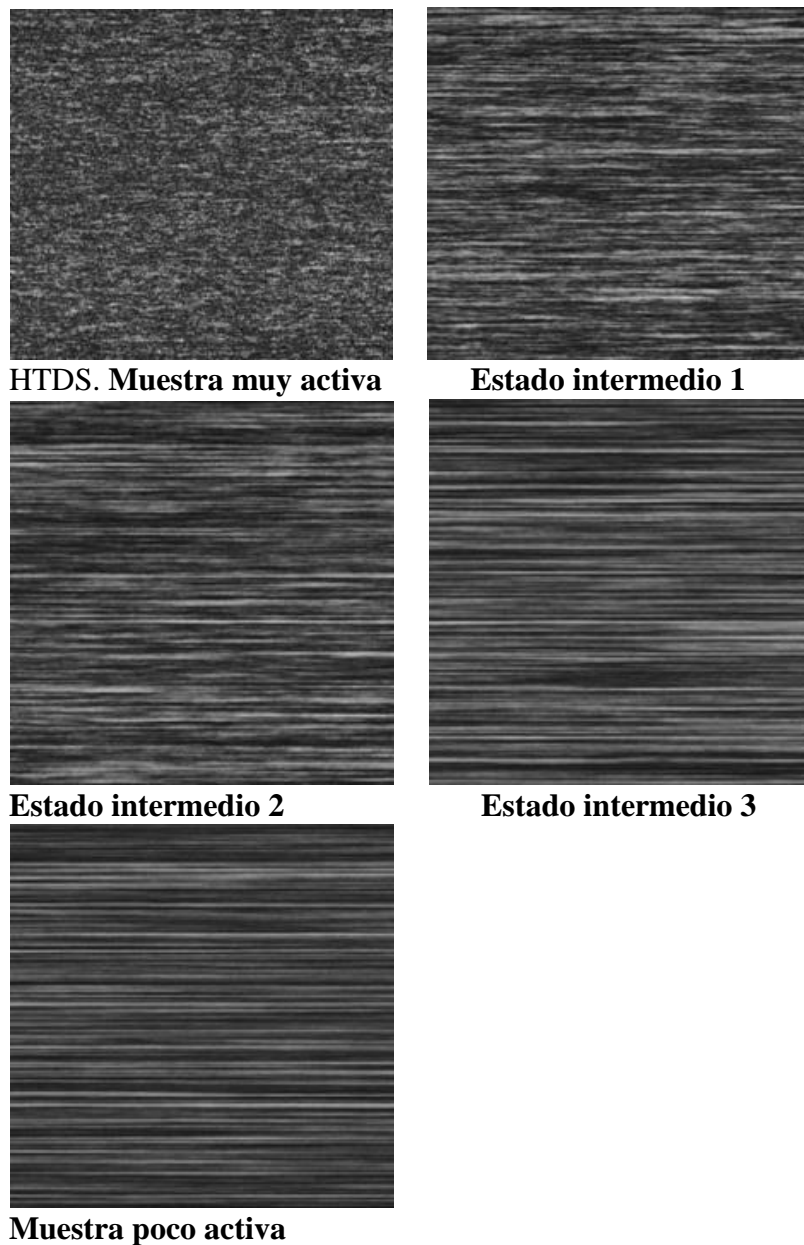 HTDS. Muestra muy activa
Estado intermedio 1
Estado intermedio 2
Estado intermedio 3
Muestra poco activa